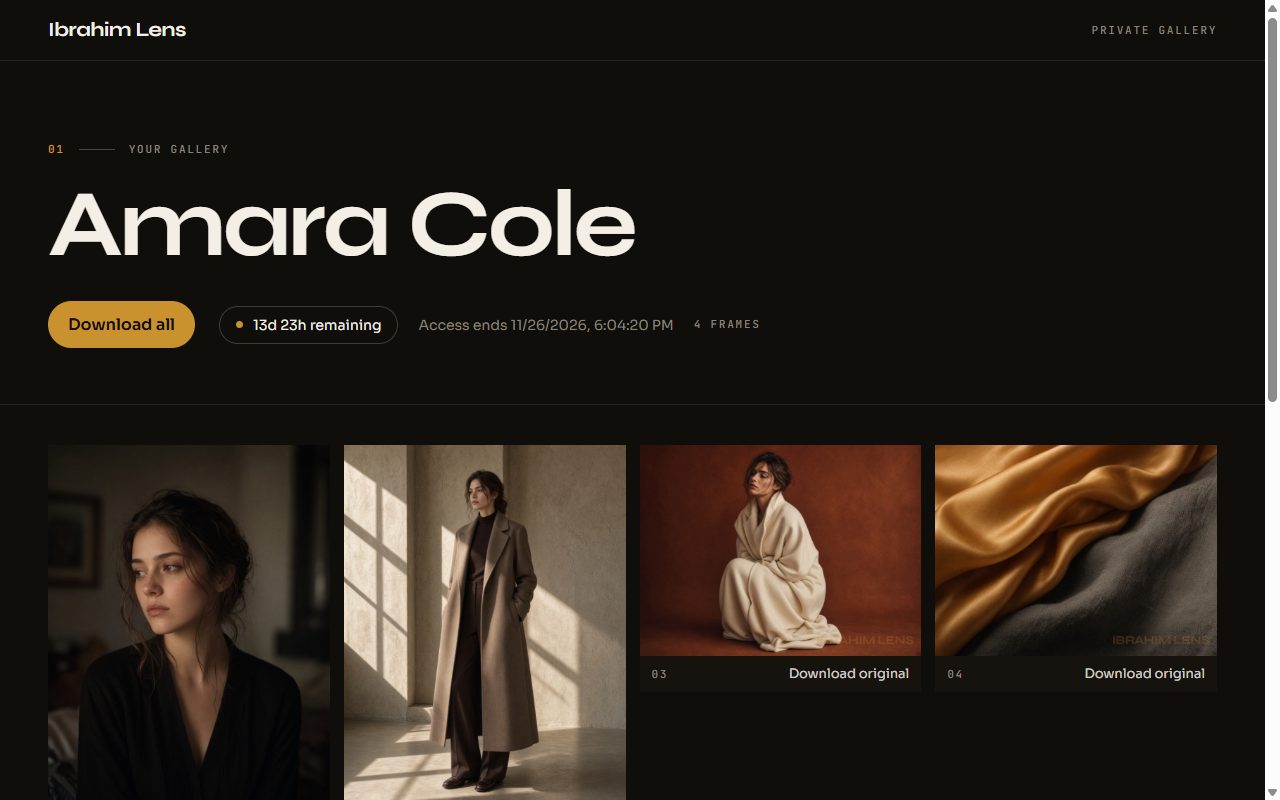 Ibrahim Lens
PRIVATE GALLERY
01 YOUR GALLERY
Amara Cole
Download all
13d 23h remaining
Access ends 11/26/2026, 6:04:20 PM
4 FRAMES
HIM LENS
IBRAHIM LENS
03 Download original
04 Download original